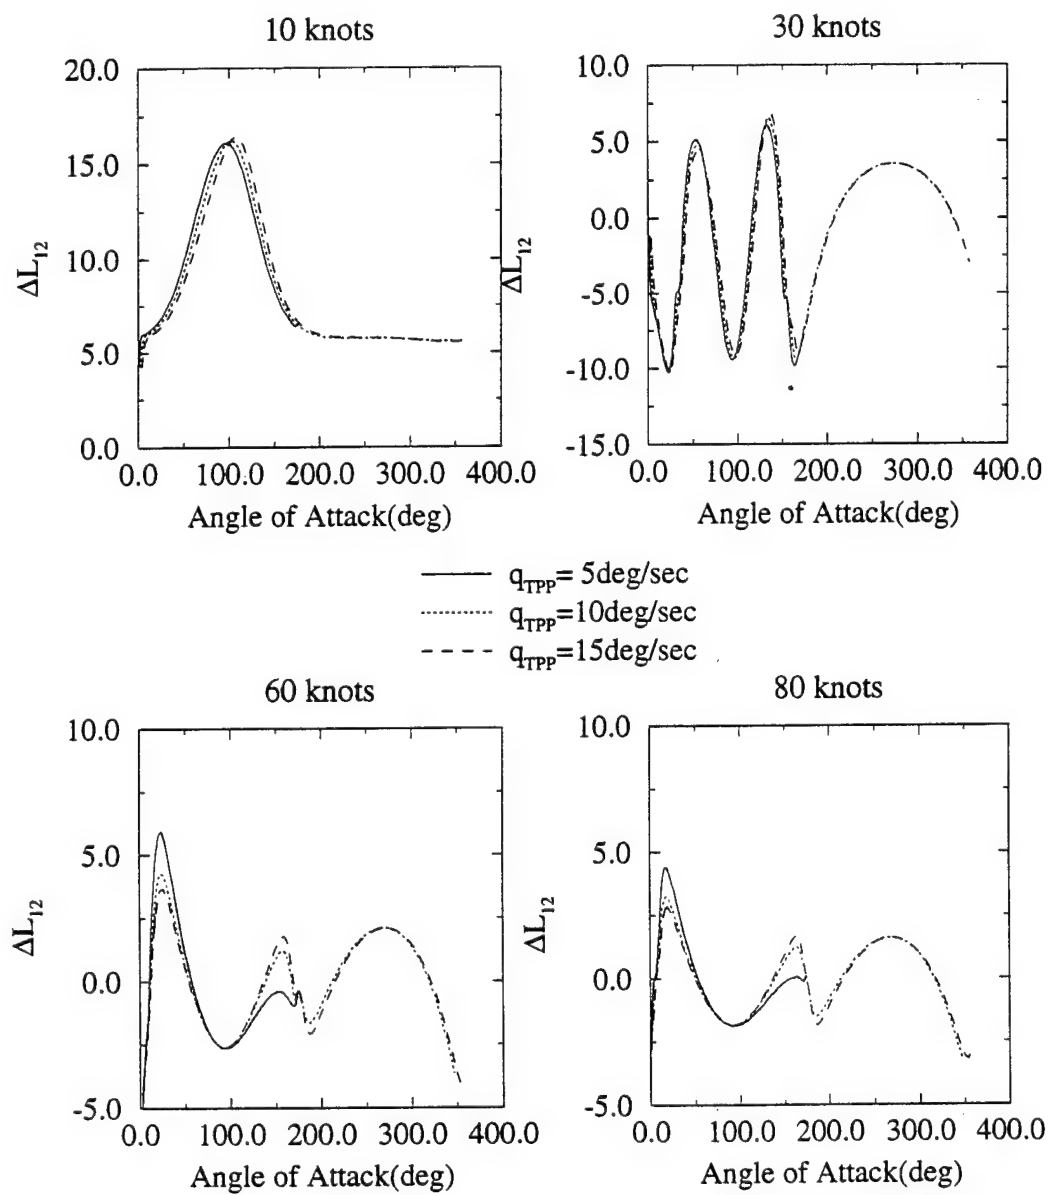 10 knots
20.0
15.0
10.0
5.0
0.0
ΔL12
0.0 100.0 200.0 300.0 400.0
Angle of Attack(deg)
30 knots
10.0
5.0
0.0
-5.0
-10.0
-15.0
ΔL12
0.0 100.0 200.0 300.0 400.0
Angle of Attack(deg)
qTPP= 5deg/sec
qTPP=10deg/sec
qTPP=15deg/sec
60 knots
10.0
5.0
0.0
-5.0
ΔL12
0.0 100.0 200.0 300.0 400.0
Angle of Attack(deg)
80 knots
10.0
5.0
0.0
-5.0
ΔL12
0.0 100.0 200.0 300.0 400.0
Angle of Attack(deg)